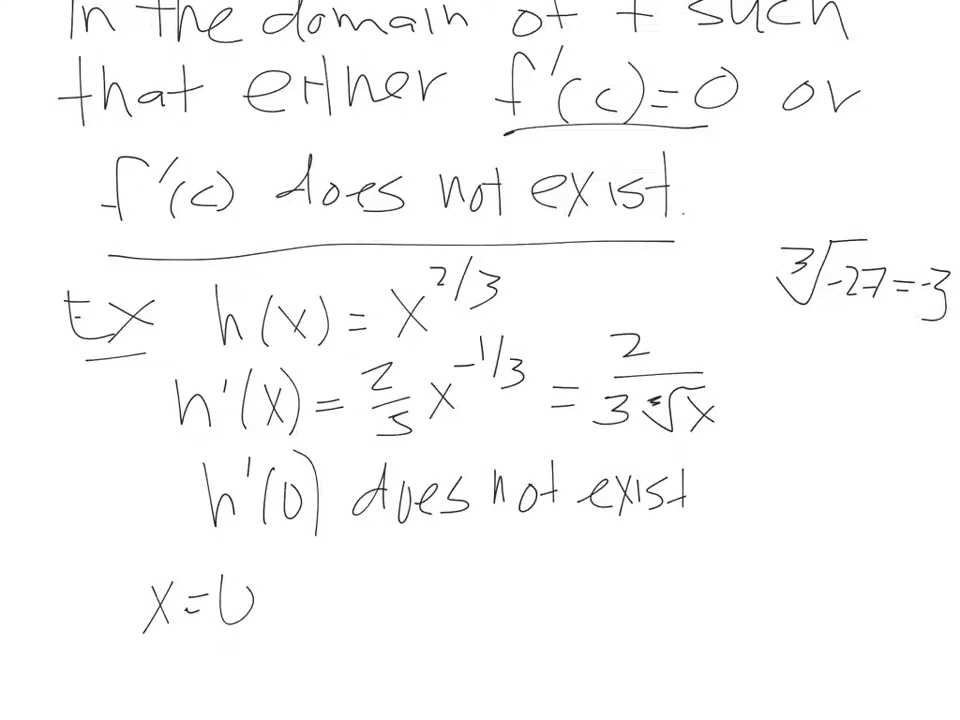 in the domain of f such
that either f'(c)=0 or
f'(c) does not exist.
∛-27=-3
Ex h(x)=x^2/3
h'(x)=2/3 x^-1/3 = 2/(3∛x)
h'(0) does not exist
x=0